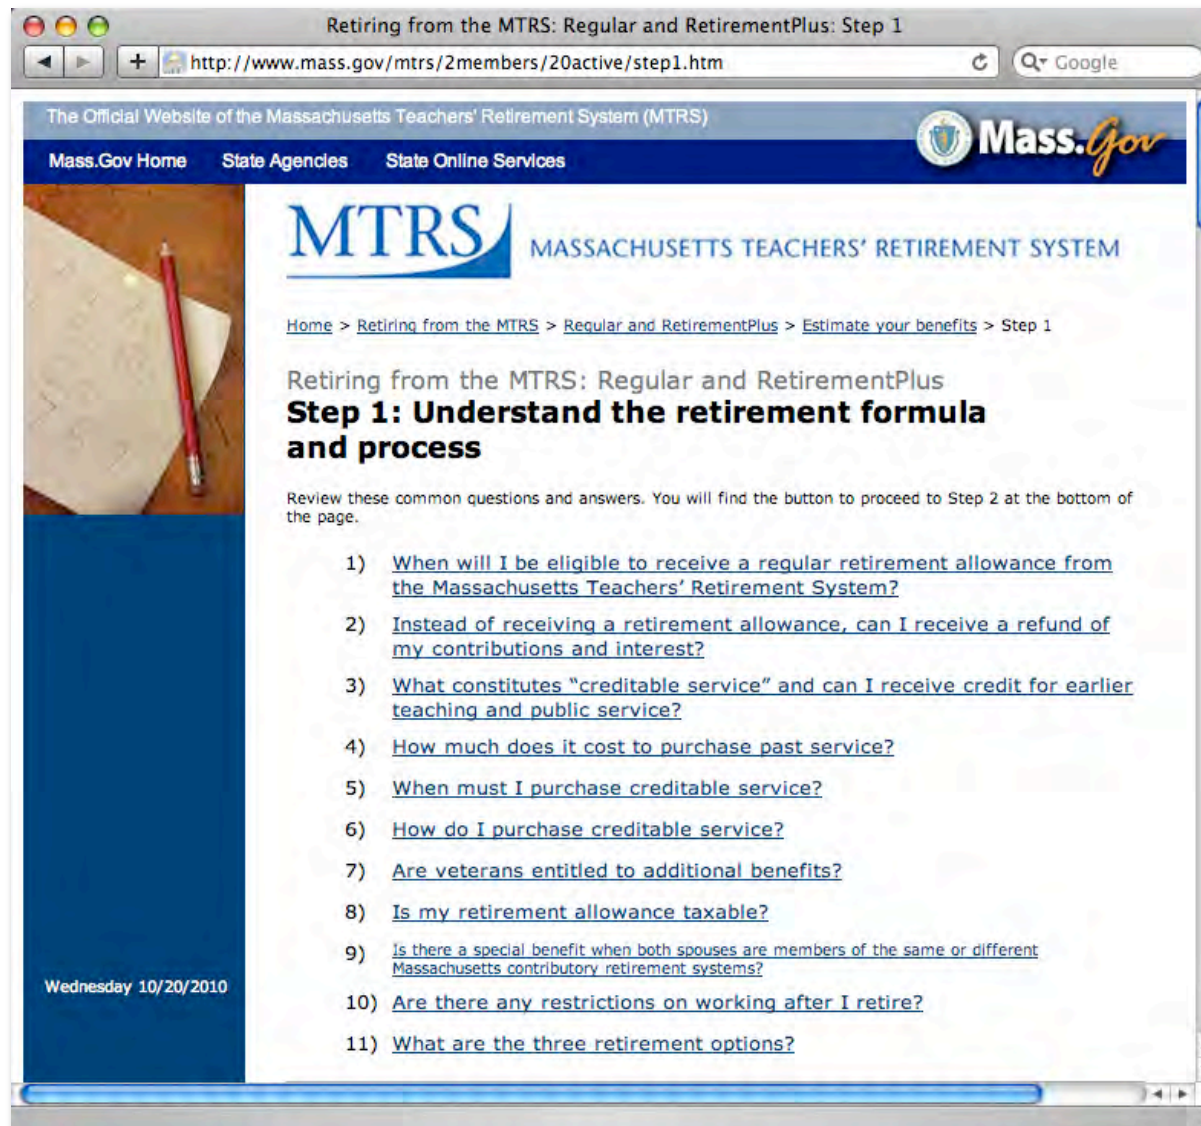 Retiring from the MTRS: Regular and RetirementPlus: Step 1
http://www.mass.gov/mtrs/2members/20active/step1.htm
Google
The Official Website of the Massachusetts Teachers' Retirement System (MTRS)
Mass.Gov
Mass.Gov Home State Agencies State Online Services
MTRS MASSACHUSETTS TEACHERS' RETIREMENT SYSTEM
Home > Retiring from the MTRS > Regular and RetirementPlus > Estimate your benefits > Step 1
Retiring from the MTRS: Regular and RetirementPlus
Step 1: Understand the retirement formula
and process
Review these common questions and answers. You will find the button to proceed to Step 2 at the bottom of
the page.
1) When will I be eligible to receive a regular retirement allowance from
the Massachusetts Teachers' Retirement System?
2) Instead of receiving a retirement allowance, can I receive a refund of
my contributions and interest?
3) What constitutes “creditable service” and can I receive credit for earlier
teaching and public service?
4) How much does it cost to purchase past service?
5) When must I purchase creditable service?
6) How do I purchase creditable service?
7) Are veterans entitled to additional benefits?
8) Is my retirement allowance taxable?
9) Is there a special benefit when both spouses are members of the same or different
Massachusetts contributory retirement systems?
Wednesday 10/20/2010
10) Are there any restrictions on working after I retire?
11) What are the three retirement options?